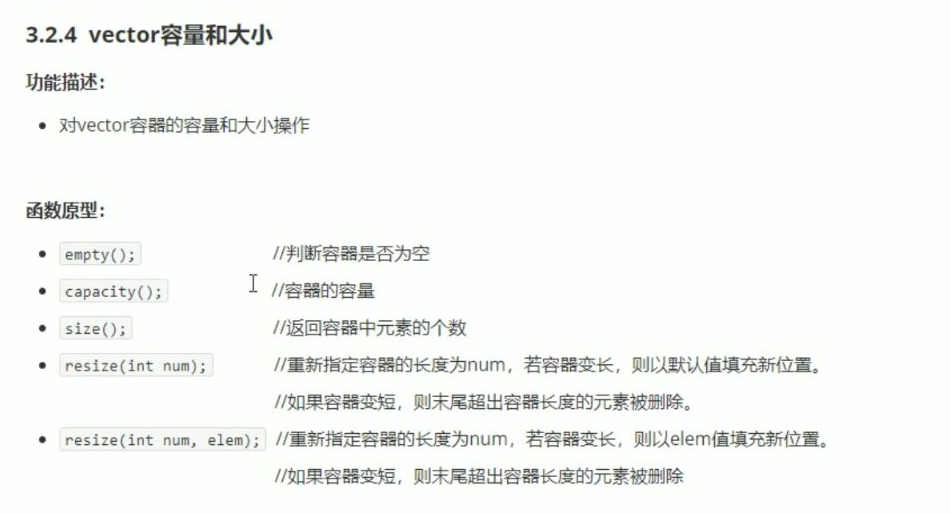 3.2.4 vector容量和大小
功能描述：
• 对vector容器的容量和大小操作
函数原型：
• empty(); //判断容器是否为空
• capacity(); //容器的容量
• size(); //返回容器中元素的个数
• resize(int num); //重新指定容器的长度为num，若容器变长，则以默认值填充新位置。
//如果容器变短，则末尾超出容器长度的元素被删除。
• resize(int num, elem); //重新指定容器的长度为num，若容器变长，则以elem值填充新位置。
//如果容器变短，则末尾超出容器长度的元素被删除